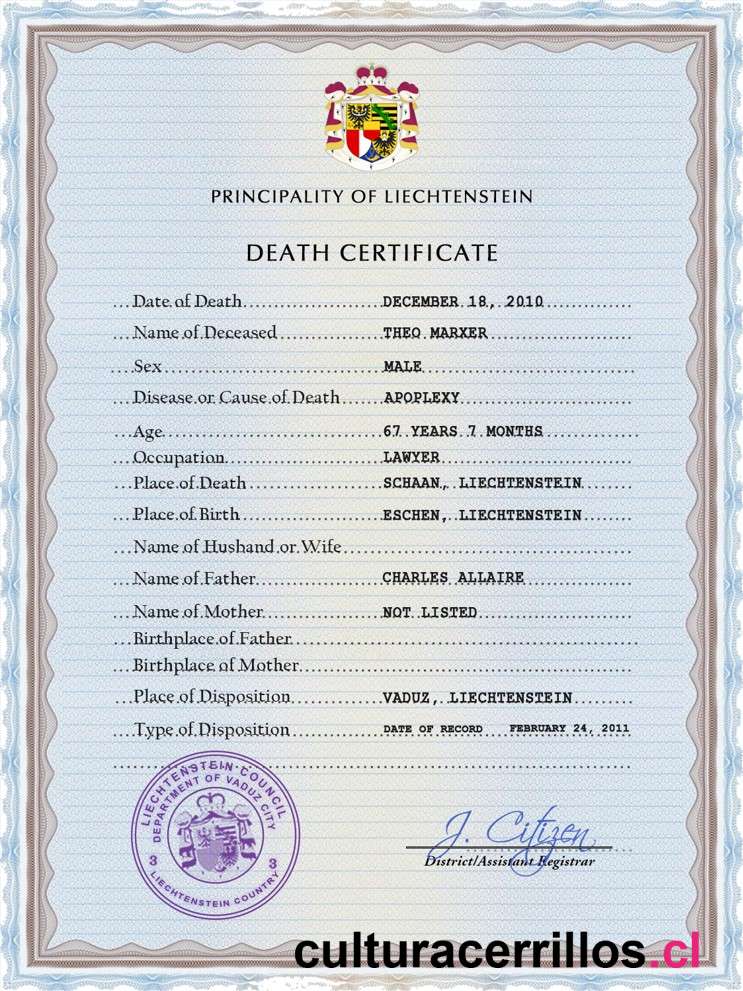 PRINCIPALITY OF LIECHTENSTEIN
DEATH CERTIFICATE
Date of Death DECEMBER 18, 2010
Name of Deceased THEO MARXER
Sex MALE
Disease or Cause of Death APOPLEXY
Age 67 YEARS 7 MONTHS
Occupation LAWYER
Place of Death SCHAAN, LIECHTENSTEIN
Place of Birth ESCHEN, LIECHTENSTEIN
Name of Husband or Wife
Name of Father CHARLES ALLAIRE
Name of Mother NOT LISTED
Birthplace of Father
Birthplace of Mother
Place of Disposition VADUZ, LIECHTENSTEIN
Type of Disposition DATE OF RECORD FEBRUARY 24, 2011
LIECHTENSTEIN COUNCIL
DEPARTMENT OF VADUZ CITY
3 3
LIECHTENSTEIN COUNTRY
J. Citizen
District/Assistant Registrar
culturacerrillos.cl